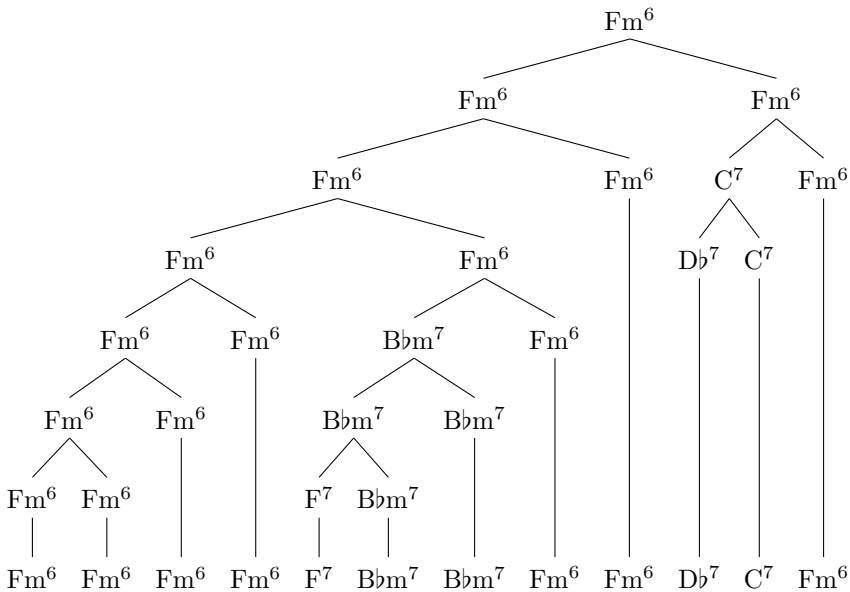 Fm⁶
Fm⁶ Fm⁶
Fm⁶ Fm⁶ C⁷ Fm⁶
Fm⁶ Fm⁶ D♭⁷ C⁷
Fm⁶ Fm⁶ B♭m⁷ Fm⁶
Fm⁶ Fm⁶ B♭m⁷ B♭m⁷
Fm⁶ Fm⁶ F⁷ B♭m⁷
Fm⁶ Fm⁶ Fm⁶ Fm⁶ F⁷ B♭m⁷ B♭m⁷ Fm⁶ Fm⁶ D♭⁷ C⁷ Fm⁶